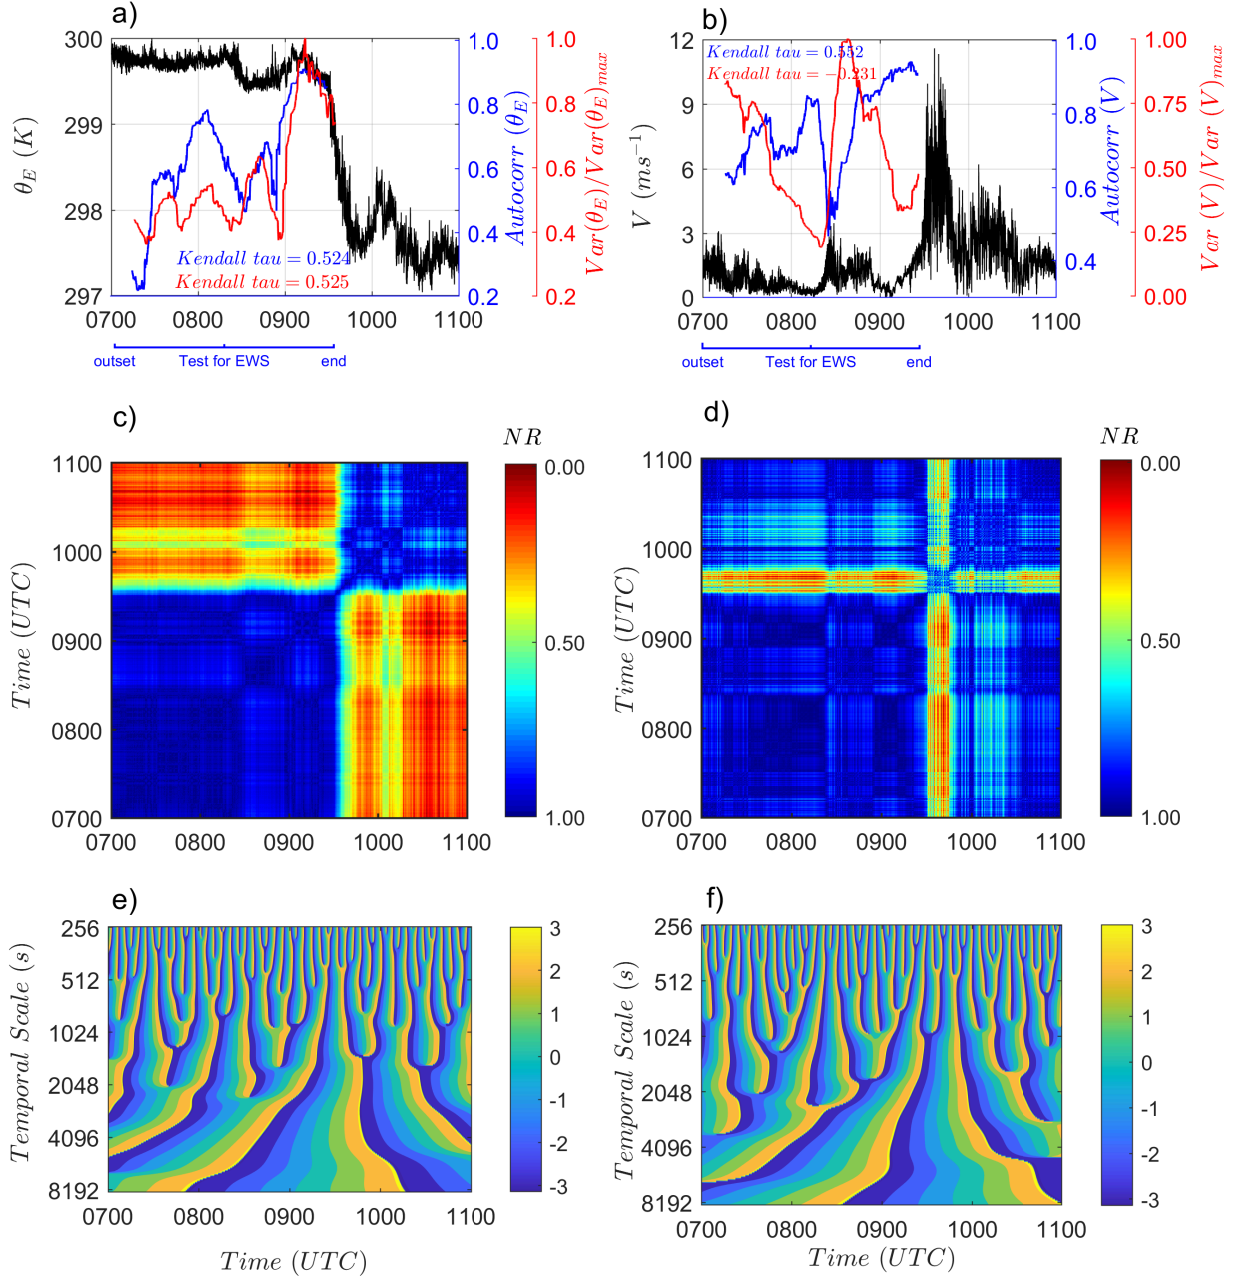 a)
300
299
298
297
θ_E (K)
Kendall tau = 0.524
Kendall tau = 0.525
0700 0800 0900 1000 1100
1.0
0.8
0.6
0.4
0.2
Autocorr (θ_E)
1.0
0.8
0.6
0.4
0.2
Var(θ_E)/Var(θ_E)_max
outset Test for EWS end
b)
12
9
6
3
0
V (ms⁻¹)
Kendall tau = 0.552
Kendall tau = −0.231
0700 0800 0900 1000 1100
1.0
0.8
0.6
0.4
Autocorr (V)
1.00
0.75
0.50
0.25
0.00
Var (V)/Var (V)_max
outset Test for EWS end
c)
1100
1000
0900
0800
0700
Time (UTC)
0700 0800 0900 1000 1100
NR
0.00
0.50
1.00
d)
1100
1000
0900
0800
0700
Time (UTC)
0700 0800 0900 1000 1100
NR
0.00
0.50
1.00
e)
256
512
1024
2048
4096
8192
Temporal Scale (s)
0700 0800 0900 1000 1100
Time (UTC)
3
2
1
0
-1
-2
-3
f)
256
512
1024
2048
4096
8192
Temporal Scale (s)
0700 0800 0900 1000 1100
Time (UTC)
3
2
1
0
-1
-2
-3